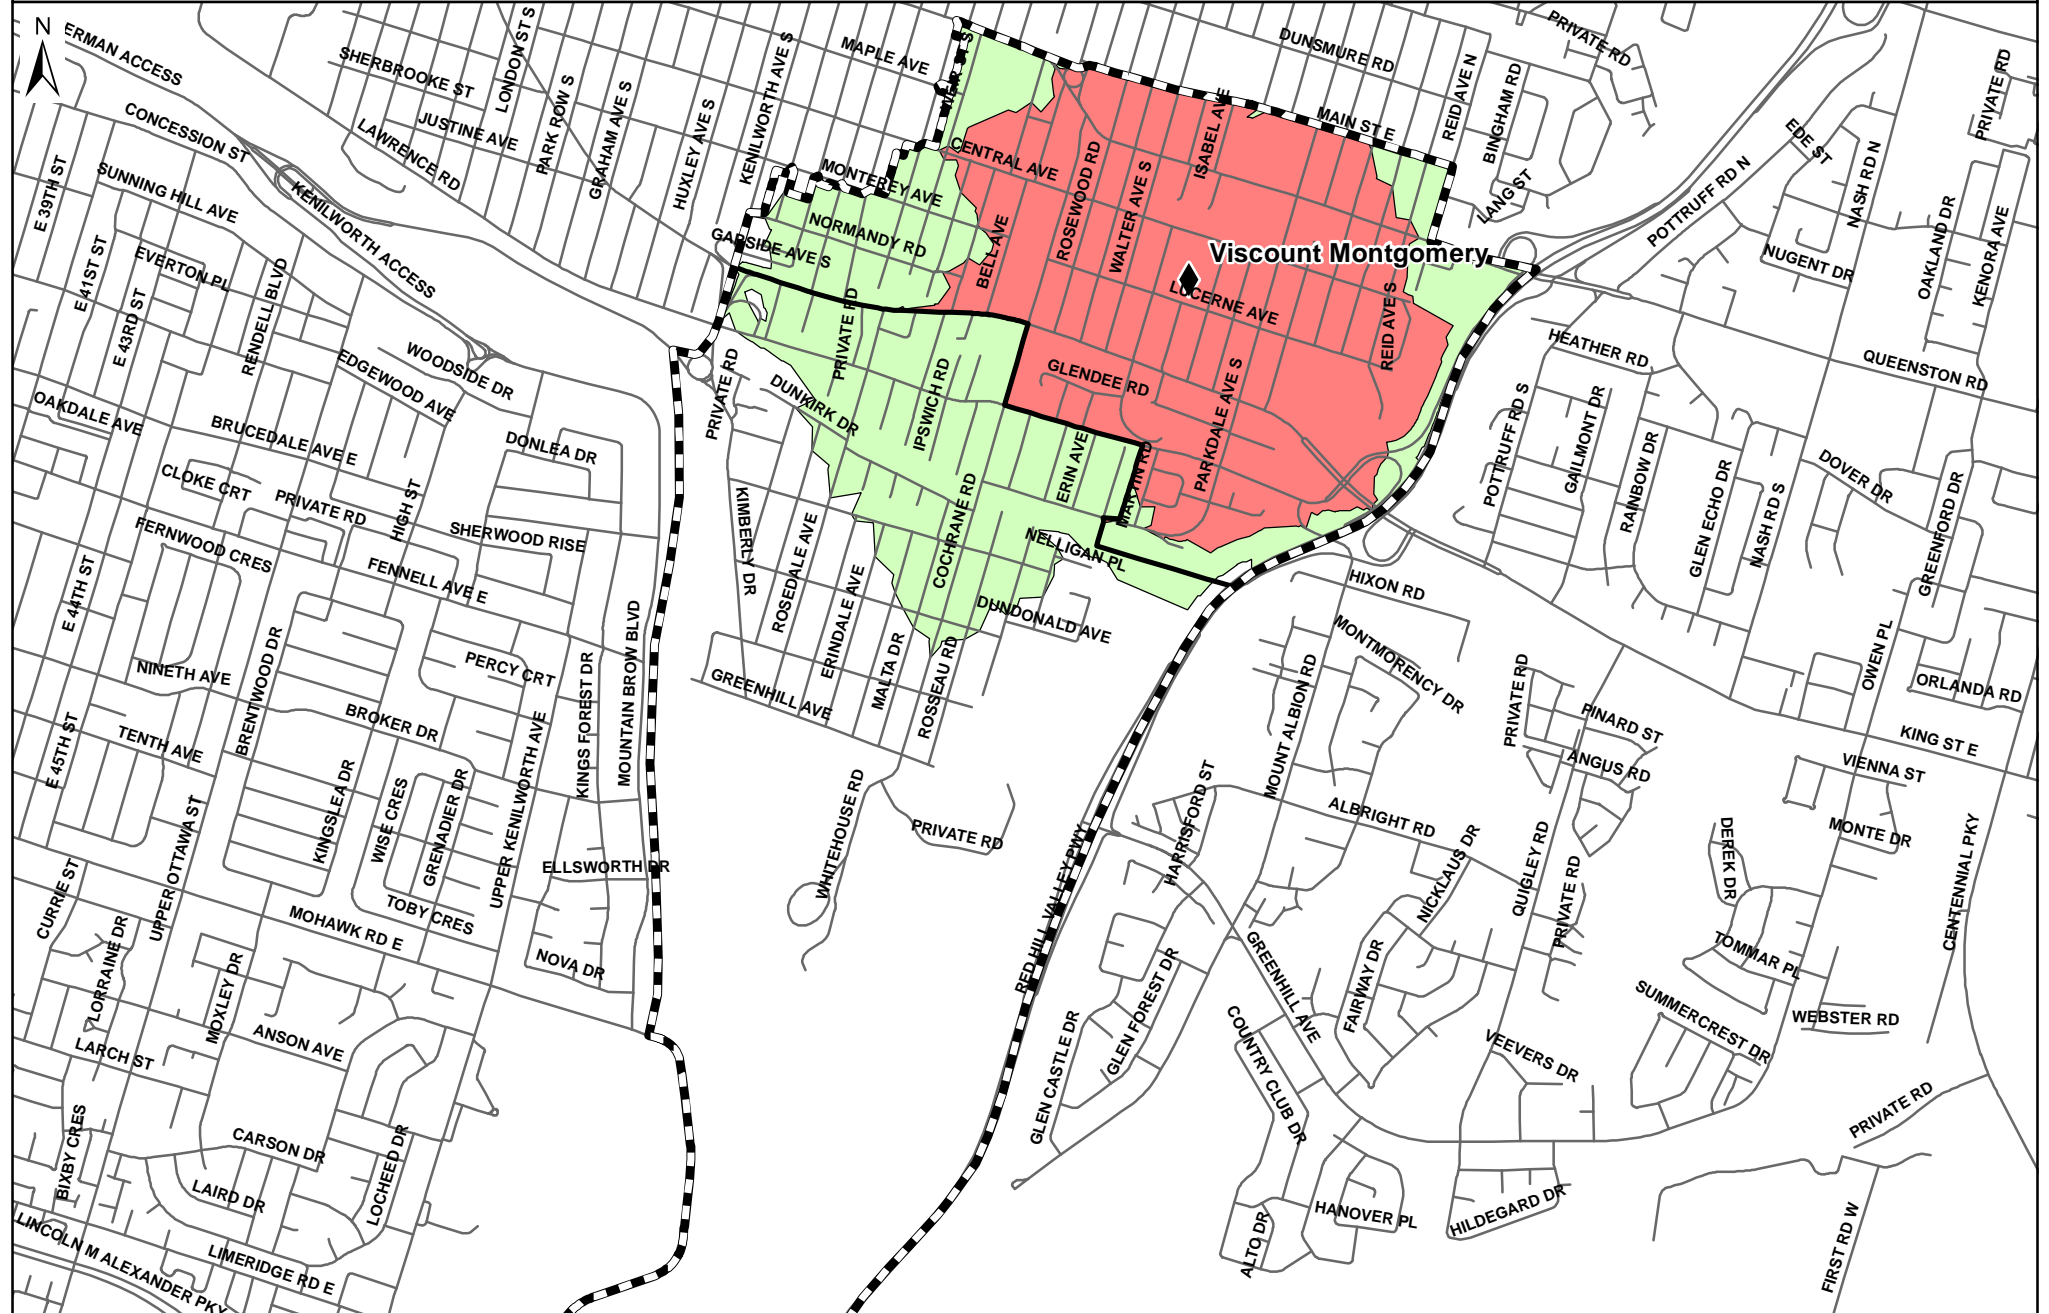 N
ERMAN ACCESS
CONCESSION ST
SHERBROOKE ST
LONDON ST S
JUSTINE AVE
LAWRENCE RD
PARK ROW S
GRAHAM AVE S
HUXLEY AVE S
KENILWORTH AVE S
MAPLE AVE
WEIR ST S
DUNSMURE RD
PRIVATE RD
PRIVATE RD
MAIN ST E
REID AVE N
BINGHAM RD
LANG ST
EDE ST
POTTRUFF RD N
NASH RD N
NUGENT DR
OAKLAND DR
KENORA AVE
E 39TH ST
SUNNING HILL AVE
KENILWORTH ACCESS
MONTEREY AVE
NORMANDY RD
GARSIDE AVE S
CENTRAL AVE
BELL AVE
ROSEWOOD RD
WALTER AVE S
ISABEL AVE
Viscount Montgomery
LUCERNE AVE
REID AVE S
E 41ST ST
E 43RD ST
EVERTON PL
RENDELL BLVD
EDGEWOOD AVE
WOODSIDE DR
PRIVATE RD
PRIVATE RD
DUNKIRK DR
IPSWICH RD
GLENDEE RD
PARKDALE AVE S
HEATHER RD
QUEENSTON RD
OAKDALE AVE
BRUCEDALE AVE E
DONLEA DR
CLOKE CRT
PRIVATE RD
HIGH ST
SHERWOOD RISE
FERNWOOD CRES
FENNELL AVE E
KIMBERLY DR
ROSEDALE AVE
ERINDALE AVE
COCHRANE RD
ERIN AVE
MARTIN RD
NELLIGAN PL
DUNDONALD AVE
POTTRUFF RD S
GAILMONT DR
RAINBOW DR
GLEN ECHO DR
NASH RD S
DOVER DR
GREENFORD DR
HIXON RD
MONTMORENCY DR
E 44TH ST
NINETH AVE
BRENTWOOD DR
PERCY CRT
KINGS FOREST DR
MOUNTAIN BROW BLVD
GREENHILL AVE
MALTA DR
ROSSEAU RD
MOUNT ALBION RD
PRIVATE RD
PINARD ST
ANGUS RD
OWEN PL
ORLANDA RD
KING ST E
VIENNA ST
E 45TH ST
TENTH AVE
BROKER DR
UPPER OTTAWA ST
KINGSLEA DR
WISE CRES
GRENADIER DR
UPPER KENILWORTH AVE
TOBY CRES
ELLSWORTH DR
WHITEHOUSE RD
PRIVATE RD
RED HILL VALLEY PWY
HARRISFORD ST
ALBRIGHT RD
NICKLAUS DR
QUIGLEY RD
PRIVATE RD
DEREK DR
MONTE DR
CENTENNIAL PKY
CURRIE ST
LORRAINE DR
MOXLEY DR
MOHAWK RD E
NOVA DR
GREENHILL AVE
FAIRWAY DR
TOMMAR PL
SUMMERCREST DR
WEBSTER RD
LARCH ST
ANSON AVE
GLEN CASTLE DR
GLEN FOREST DR
COUNTRY CLUB DR
VEEVERS DR
PRIVATE RD
BIXBY CRES
CARSON DR
LAIRD DR
LOCHEED DR
LIMERIDGE RD E
LINCOLN M ALEXANDER PKY
ALTO DR
HANOVER PL
HILDEGARD DR
FIRST RD W